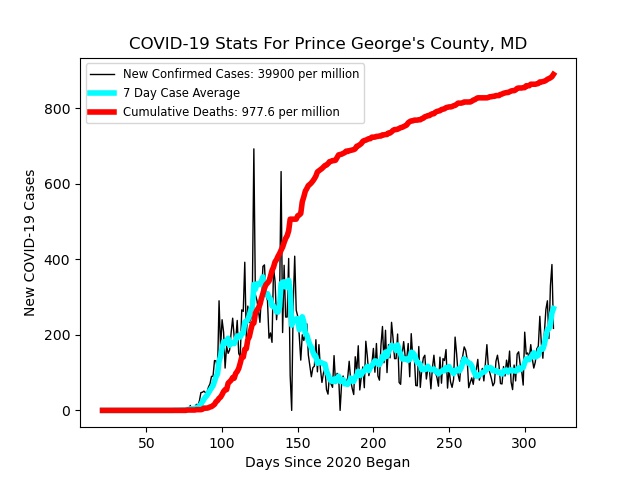 COVID-19 Stats For Prince George's County, MD
New Confirmed Cases: 39900 per million
7 Day Case Average
Cumulative Deaths: 977.6 per million
New COVID-19 Cases
800
600
400
200
0
50 100 150 200 250 300
Days Since 2020 Began